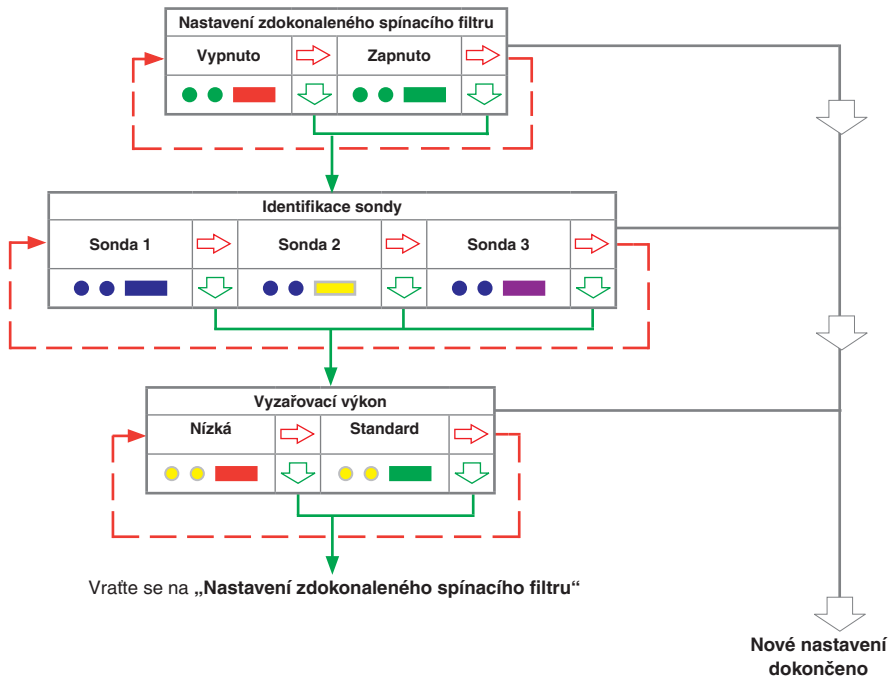 Nastavení zdokonaleného spínacího filtru
Vypnuto
Zapnuto
Identifikace sondy
Sonda 1
Sonda 2
Sonda 3
Vyzařovací výkon
Nízká
Standard
Vraťte se na „Nastavení zdokonaleného spínacího filtru“
Nové nastavení
dokončeno